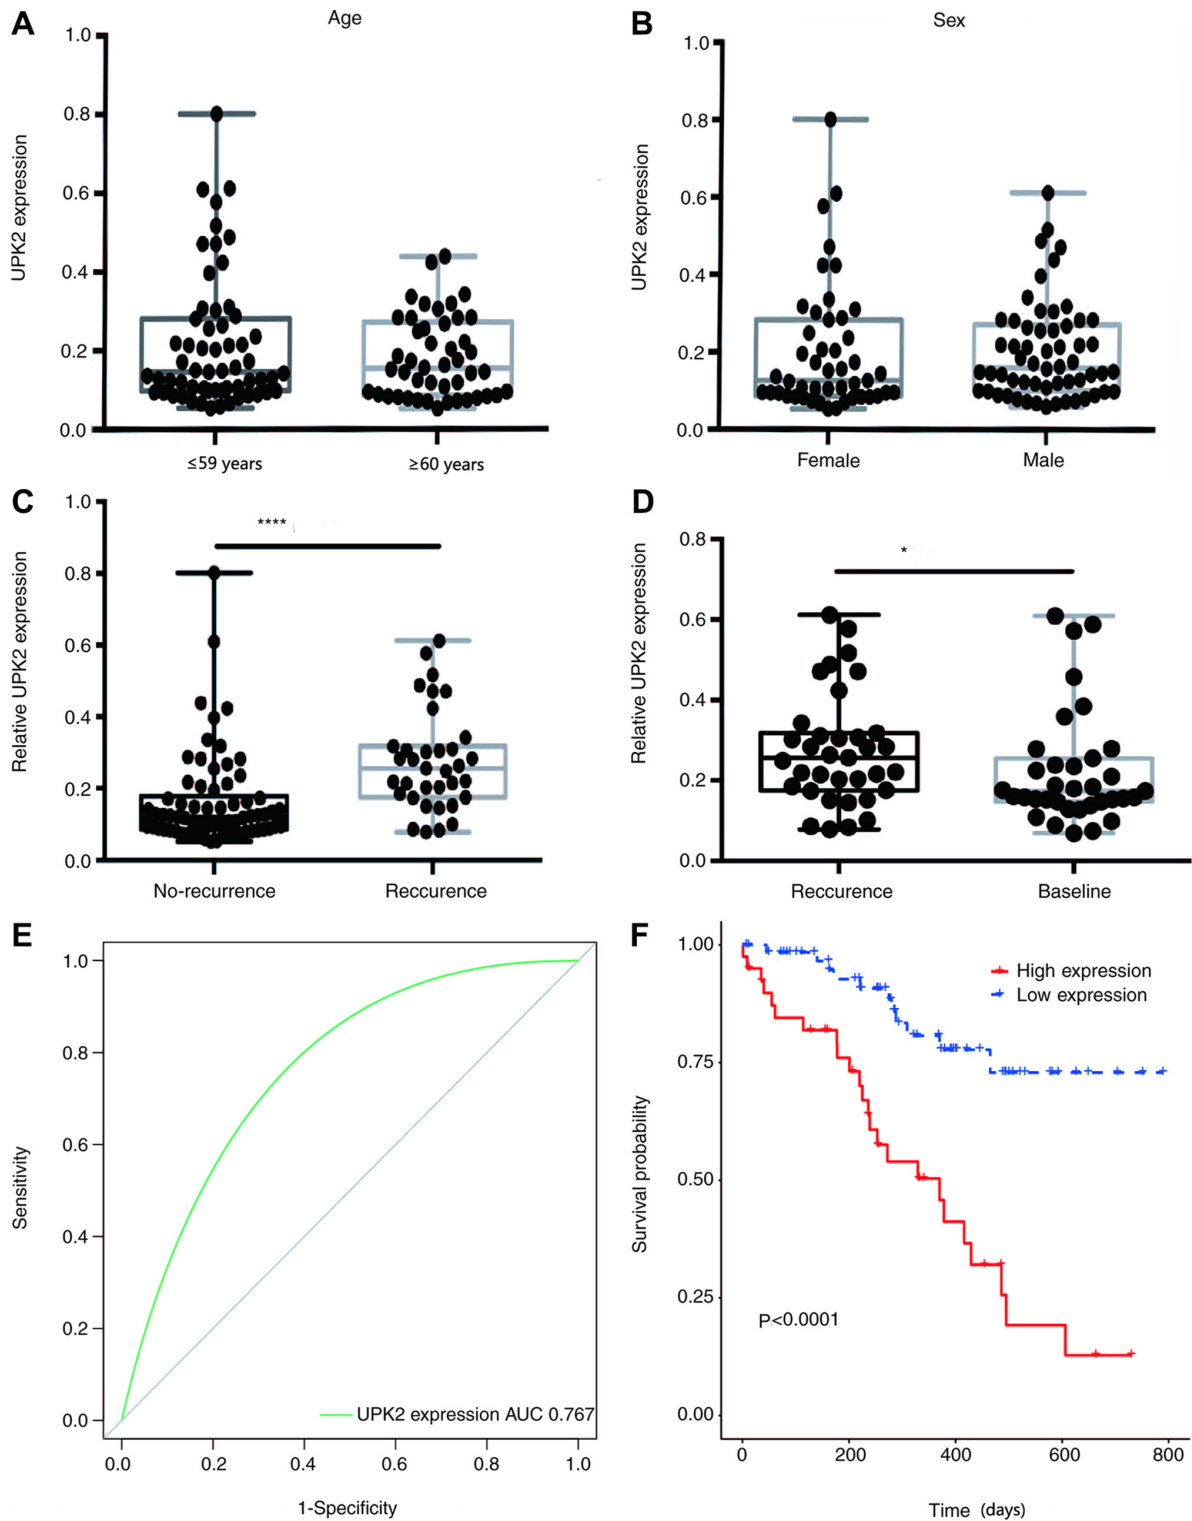 A
Age
UPK2 expression
1.0
0.8
0.6
0.4
0.2
0.0
≤59 years
≥60 years
B
Sex
UPK2 expression
1.0
0.8
0.6
0.4
0.2
0.0
Female
Male
C
Relative UPK2 expression
1.0
0.8
0.6
0.4
0.2
0.0
****
No-recurrence
Reccurence
D
Relative UPK2 expression
0.8
0.6
0.4
0.2
0.0
*
Reccurence
Baseline
E
Sensitivity
1.0
0.8
0.6
0.4
0.2
0.0
UPK2 expression AUC 0.767
0.0 0.2 0.4 0.6 0.8 1.0
1-Specificity
F
Survival probability
1.00
0.75
0.50
0.25
0.00
High expression
Low expression
P<0.0001
0 200 400 600 800
Time (days)